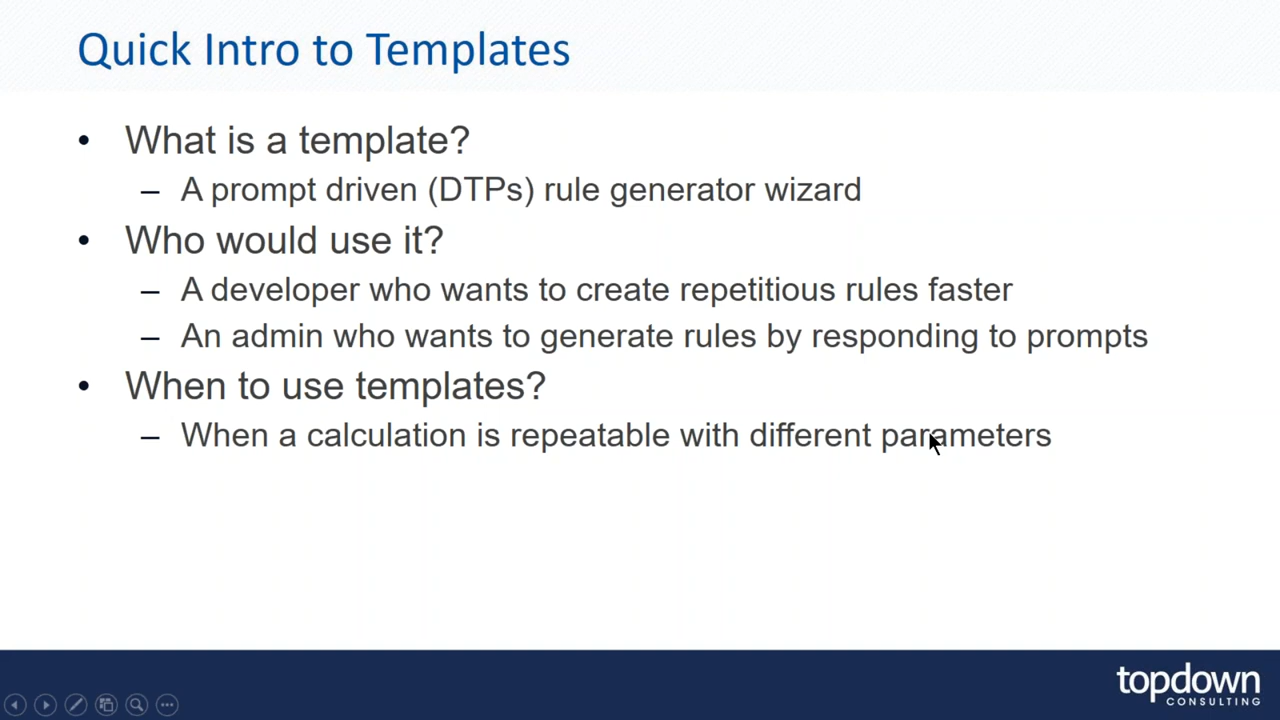 Quick Intro to Templates
• What is a template?
– A prompt driven (DTPs) rule generator wizard
• Who would use it?
– A developer who wants to create repetitious rules faster
– An admin who wants to generate rules by responding to prompts
• When to use templates?
– When a calculation is repeatable with different parameters
topdown
CONSULTING